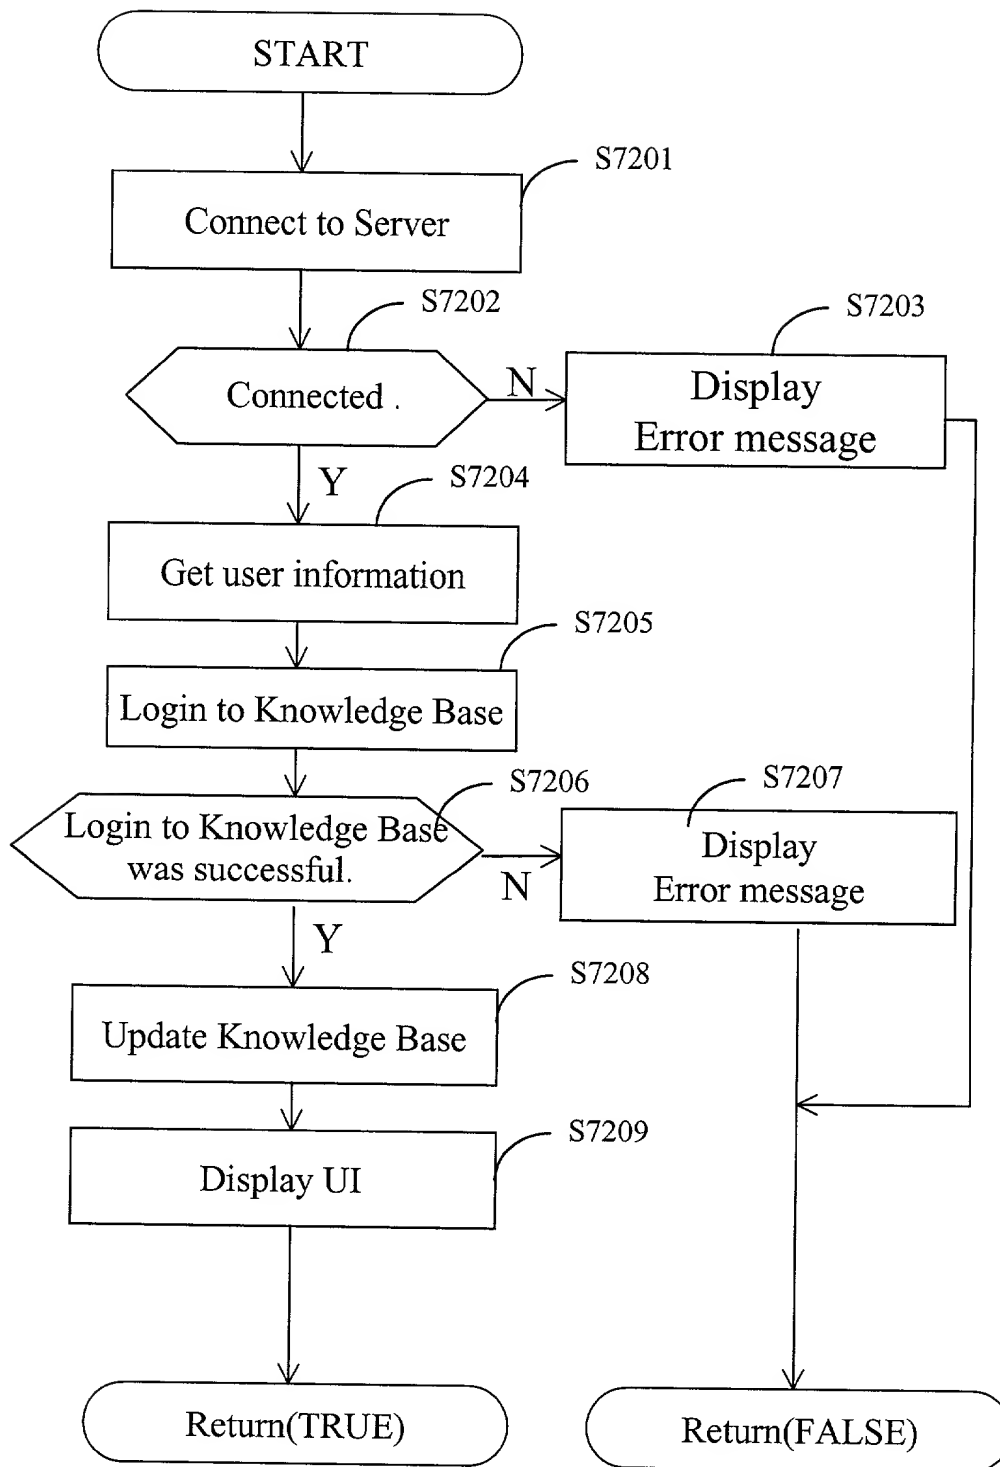 START
S7201
Connect to Server
S7202
S7203
Connected .
N
Display
Error message
Y
S7204
Get user information
S7205
Login to Knowledge Base
S7206
S7207
Login to Knowledge Base
was successful.
N
Display
Error message
Y
S7208
Update Knowledge Base
S7209
Display UI
Return(TRUE)
Return(FALSE)